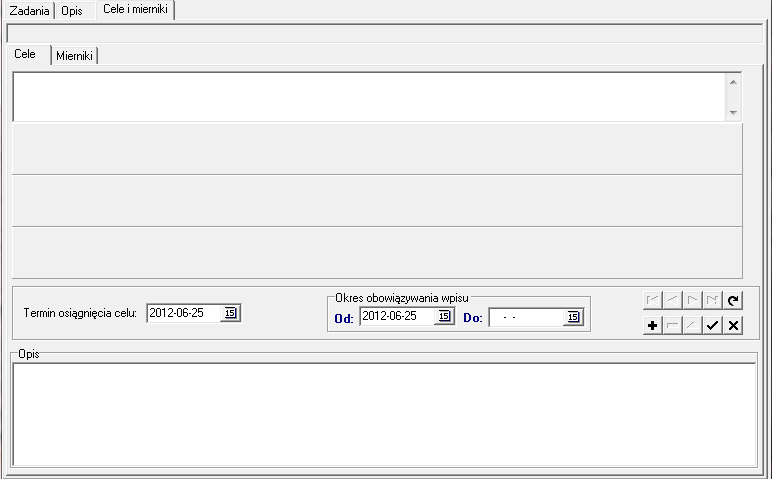 Zadania Opis Cele i mierniki
Cele Mierniki
Okres obowiązywania wpisu
Termin osiągnięcia celu: 2012-06-25 15 Od: 2012-06-25 15 Do: - - 15
Opis